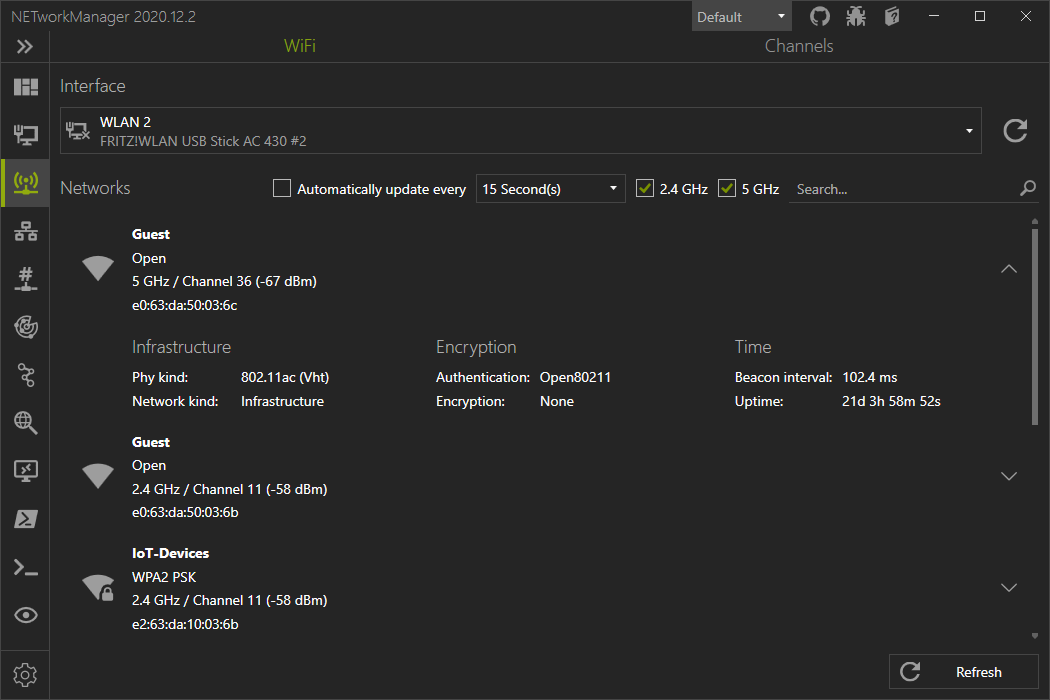 NETworkManager 2020.12.2
Default
WiFi
Channels
Interface
WLAN 2
FRITZ!WLAN USB Stick AC 430 #2
Networks
Automatically update every
15 Second(s)
2.4 GHz
5 GHz
Search...
Guest
Open
5 GHz / Channel 36 (-67 dBm)
e0:63:da:50:03:6c
Infrastructure
Encryption
Time
Phy kind: 802.11ac (Vht)
Authentication: Open80211
Beacon interval: 102.4 ms
Network kind: Infrastructure
Encryption: None
Uptime: 21d 3h 58m 52s
Guest
Open
2.4 GHz / Channel 11 (-58 dBm)
e0:63:da:50:03:6b
IoT-Devices
WPA2 PSK
2.4 GHz / Channel 11 (-58 dBm)
e2:63:da:10:03:6b
Refresh